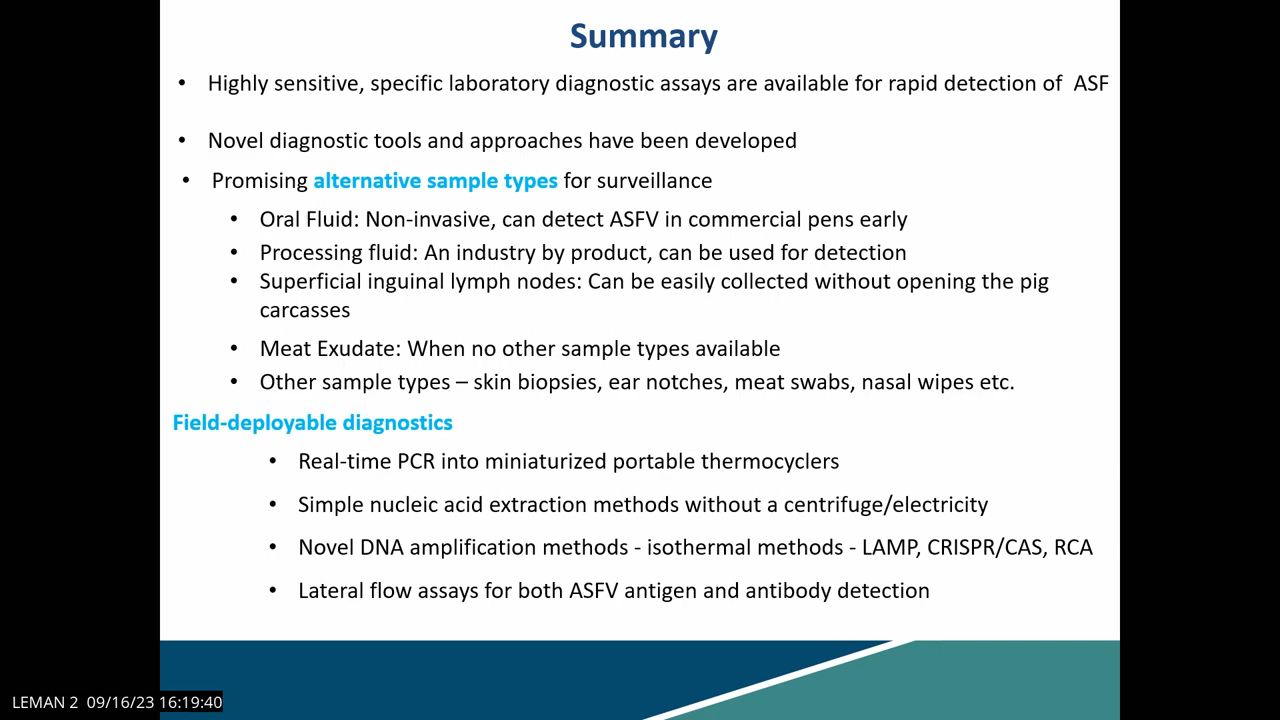 Summary
• Highly sensitive, specific laboratory diagnostic assays are available for rapid detection of ASF
• Novel diagnostic tools and approaches have been developed
• Promising alternative sample types for surveillance
• Oral Fluid: Non-invasive, can detect ASFV in commercial pens early
• Processing fluid: An industry by product, can be used for detection
• Superficial inguinal lymph nodes: Can be easily collected without opening the pig
carcasses
• Meat Exudate: When no other sample types available
• Other sample types – skin biopsies, ear notches, meat swabs, nasal wipes etc.
Field-deployable diagnostics
• Real-time PCR into miniaturized portable thermocyclers
• Simple nucleic acid extraction methods without a centrifuge/electricity
• Novel DNA amplification methods - isothermal methods - LAMP, CRISPR/CAS, RCA
• Lateral flow assays for both ASFV antigen and antibody detection
LEMAN 2 09/16/23 16:19:40